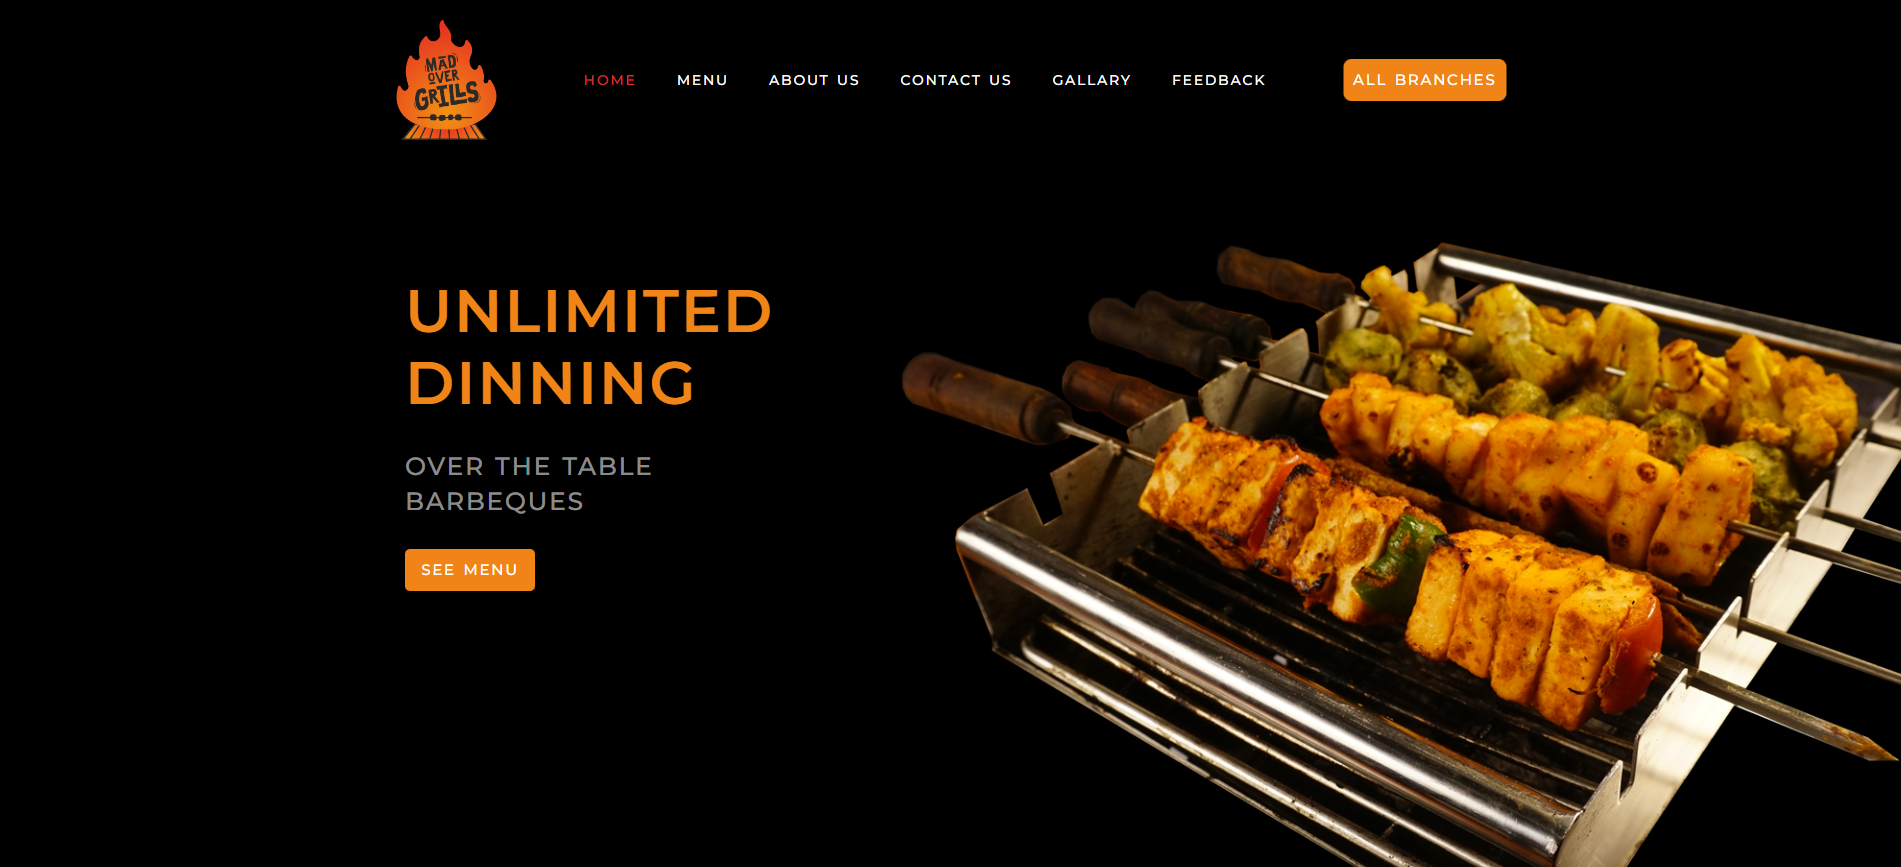 MAD
OVER
GRILLS
HOME MENU ABOUT US CONTACT US GALLARY FEEDBACK ALL BRANCHES
UNLIMITED
DINNING
OVER THE TABLE
BARBEQUES
SEE MENU